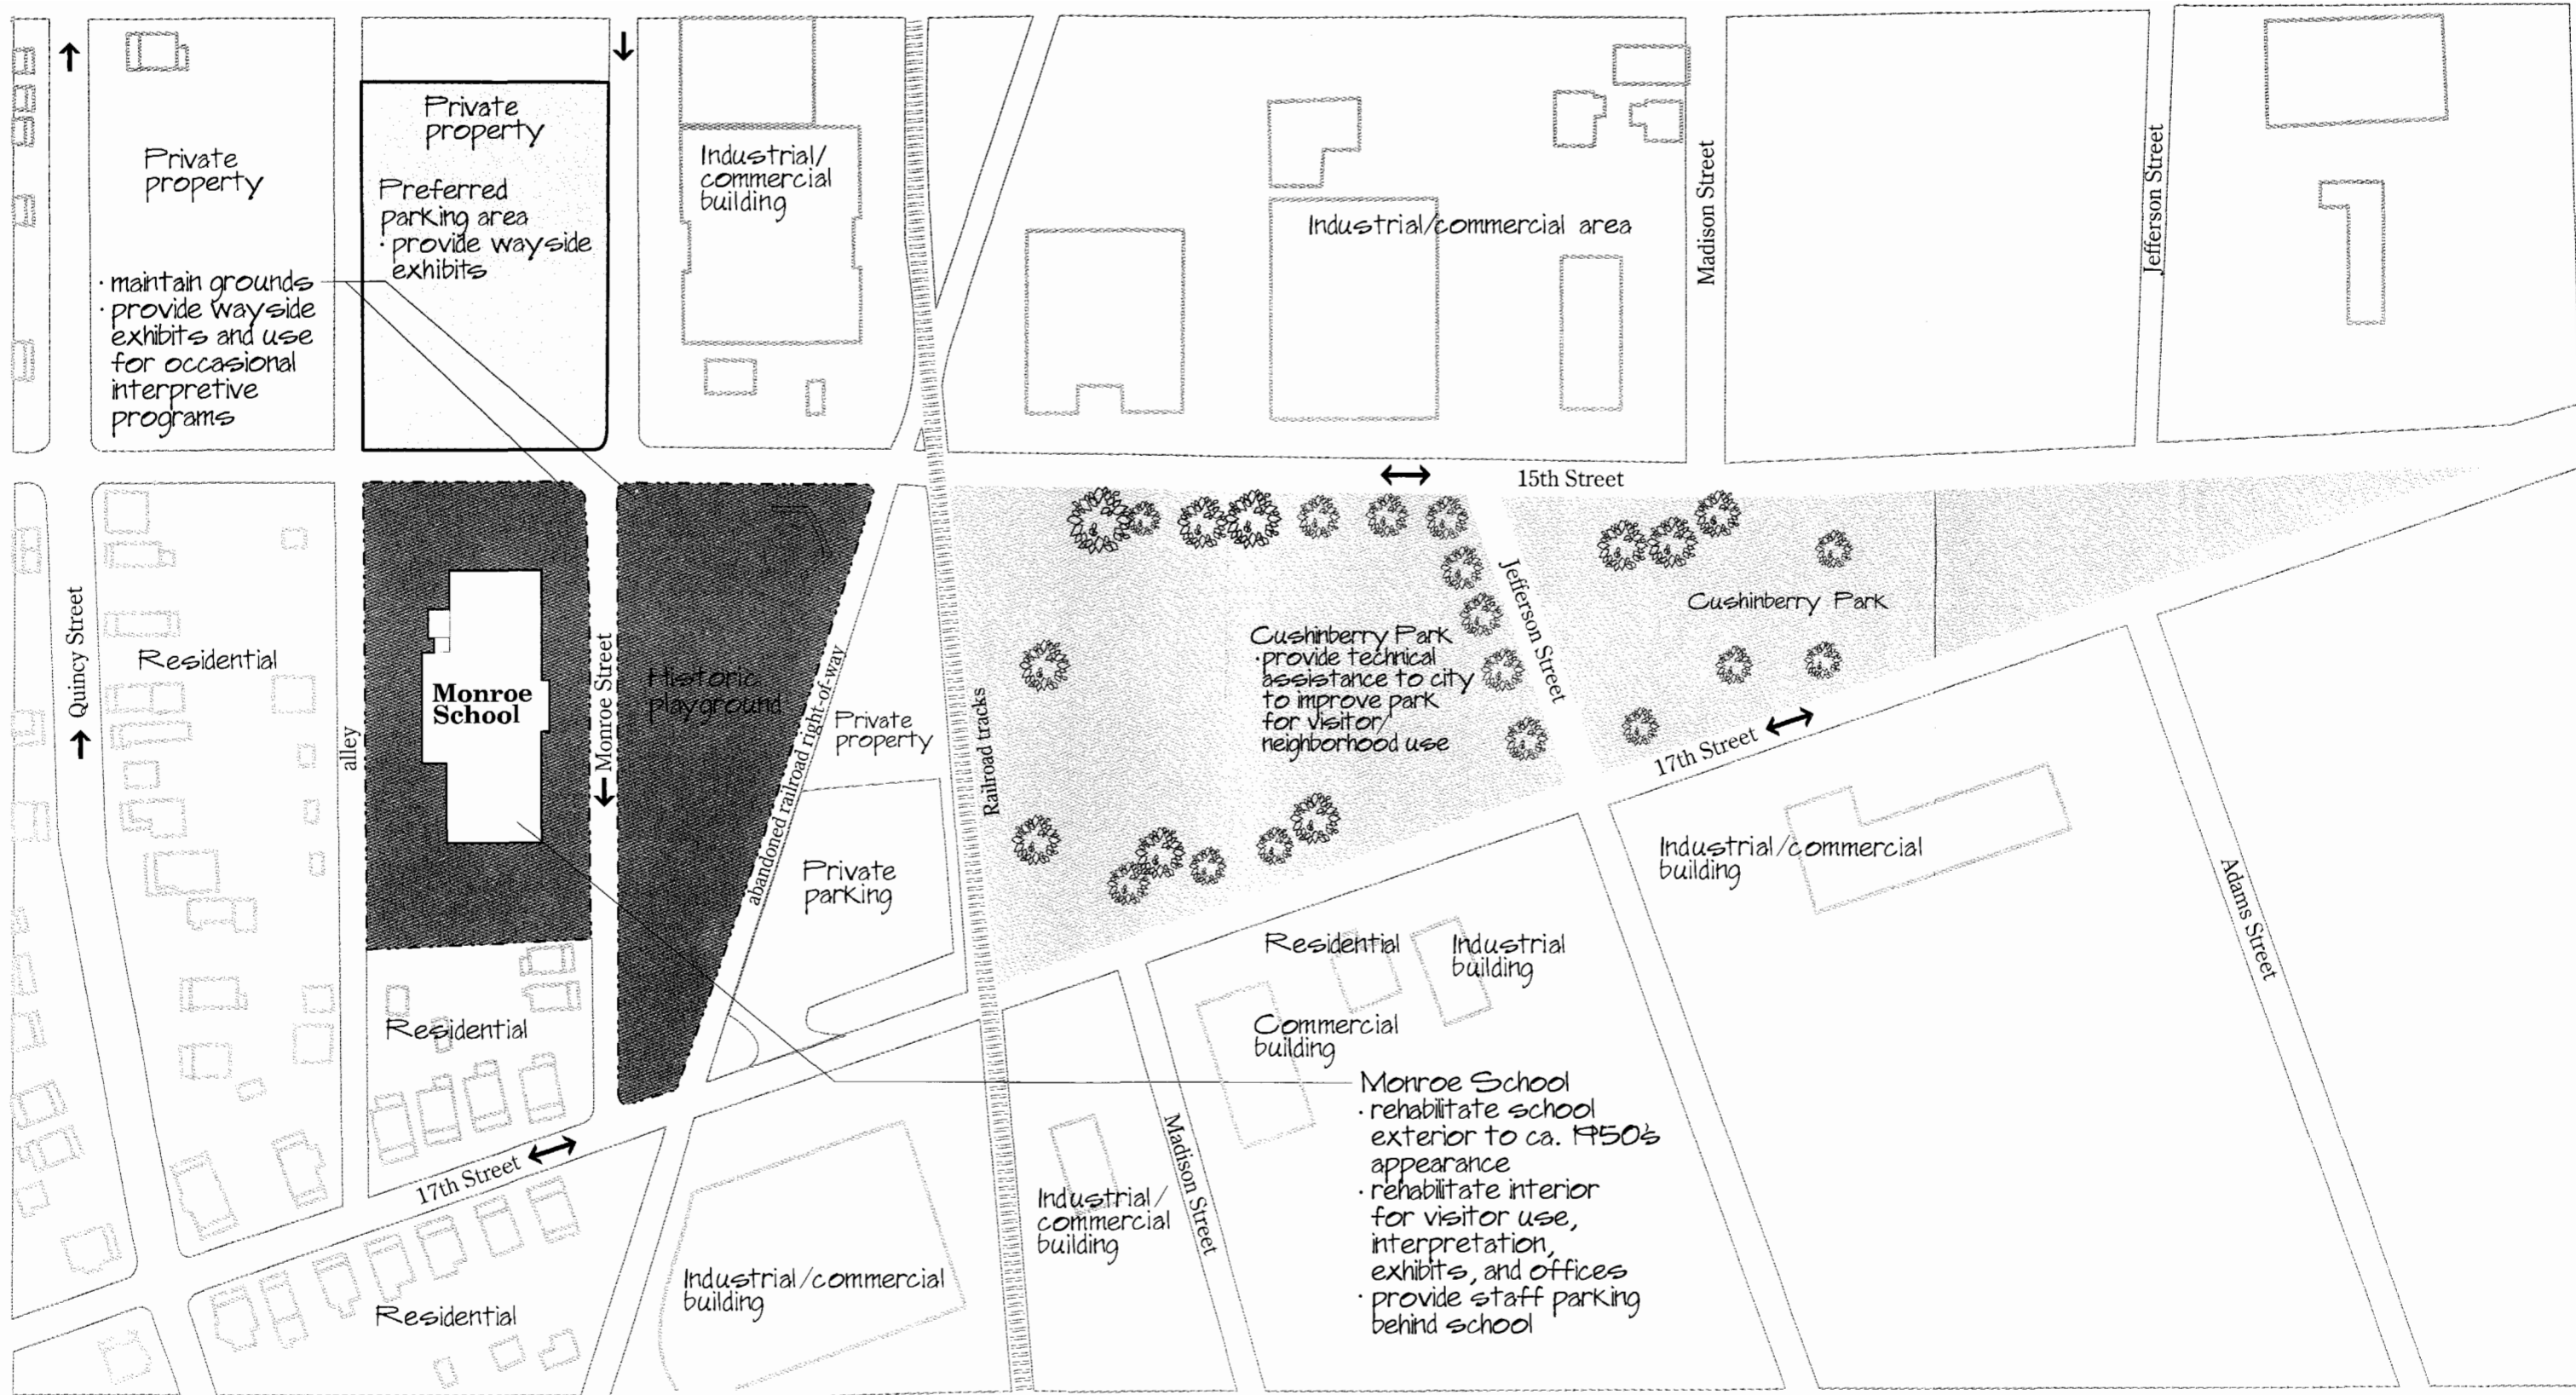 Private
property
Private
property
Preferred
parking area
· provide wayside
exhibits
Industrial/
commercial
building
Industrial/commercial area
Madison Street
Jefferson Street
· maintain grounds
· provide wayside
exhibits and use
for occasional
interpretive
programs
15th Street
Quincy Street
Residential
alley
Monroe
School
Monroe Street
Historic
playground
abandoned railroad right-of-way
Private
property
Private
parking
Railroad tracks
Cushinberry Park
· provide technical
assistance to city
to improve park
for visitor/
neighborhood use
Jefferson Street
Cushinberry Park
17th Street
Industrial/commercial
building
Adams Street
Residential
Industrial
building
Commercial
building
Residential
17th Street
Residential
Industrial/commercial
building
Industrial/
commercial
building
Madison Street
Monroe School
· rehabilitate school
exterior to ca. 1950's
appearance
· rehabilitate interior
for visitor use,
interpretation,
exhibits, and offices
· provide staff parking
behind school